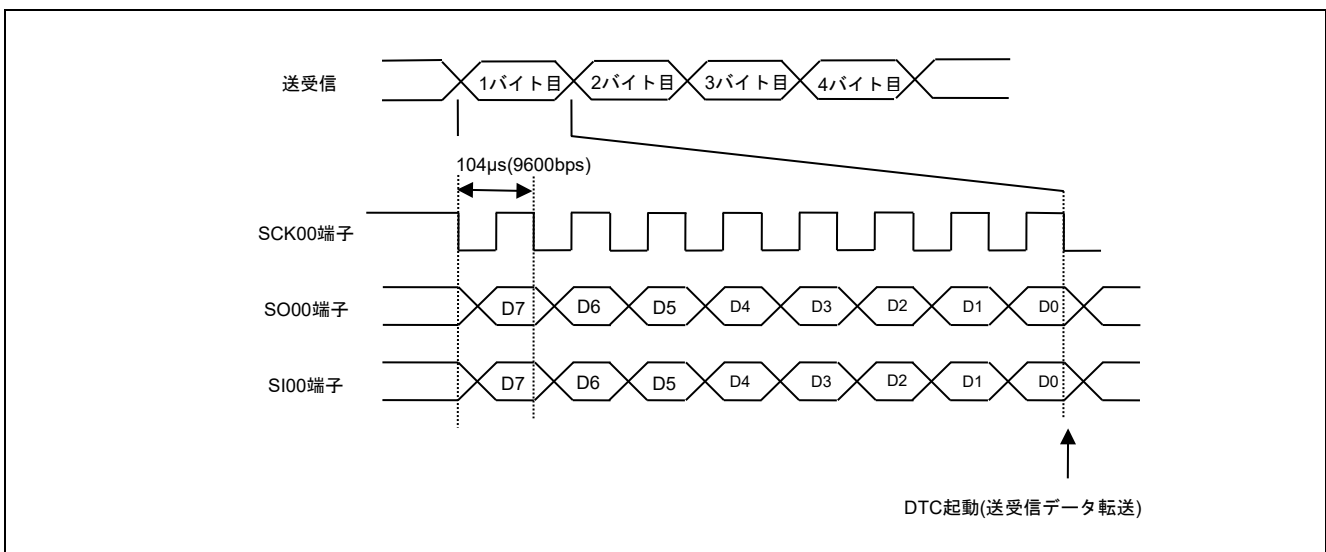 送受信 1バイト目 2バイト目 3バイト目 4バイト目
104µs(9600bps)
SCK00端子
SO00端子 D7 D6 D5 D4 D3 D2 D1 D0
SI00端子 D7 D6 D5 D4 D3 D2 D1 D0
DTC起動(送受信データ転送)